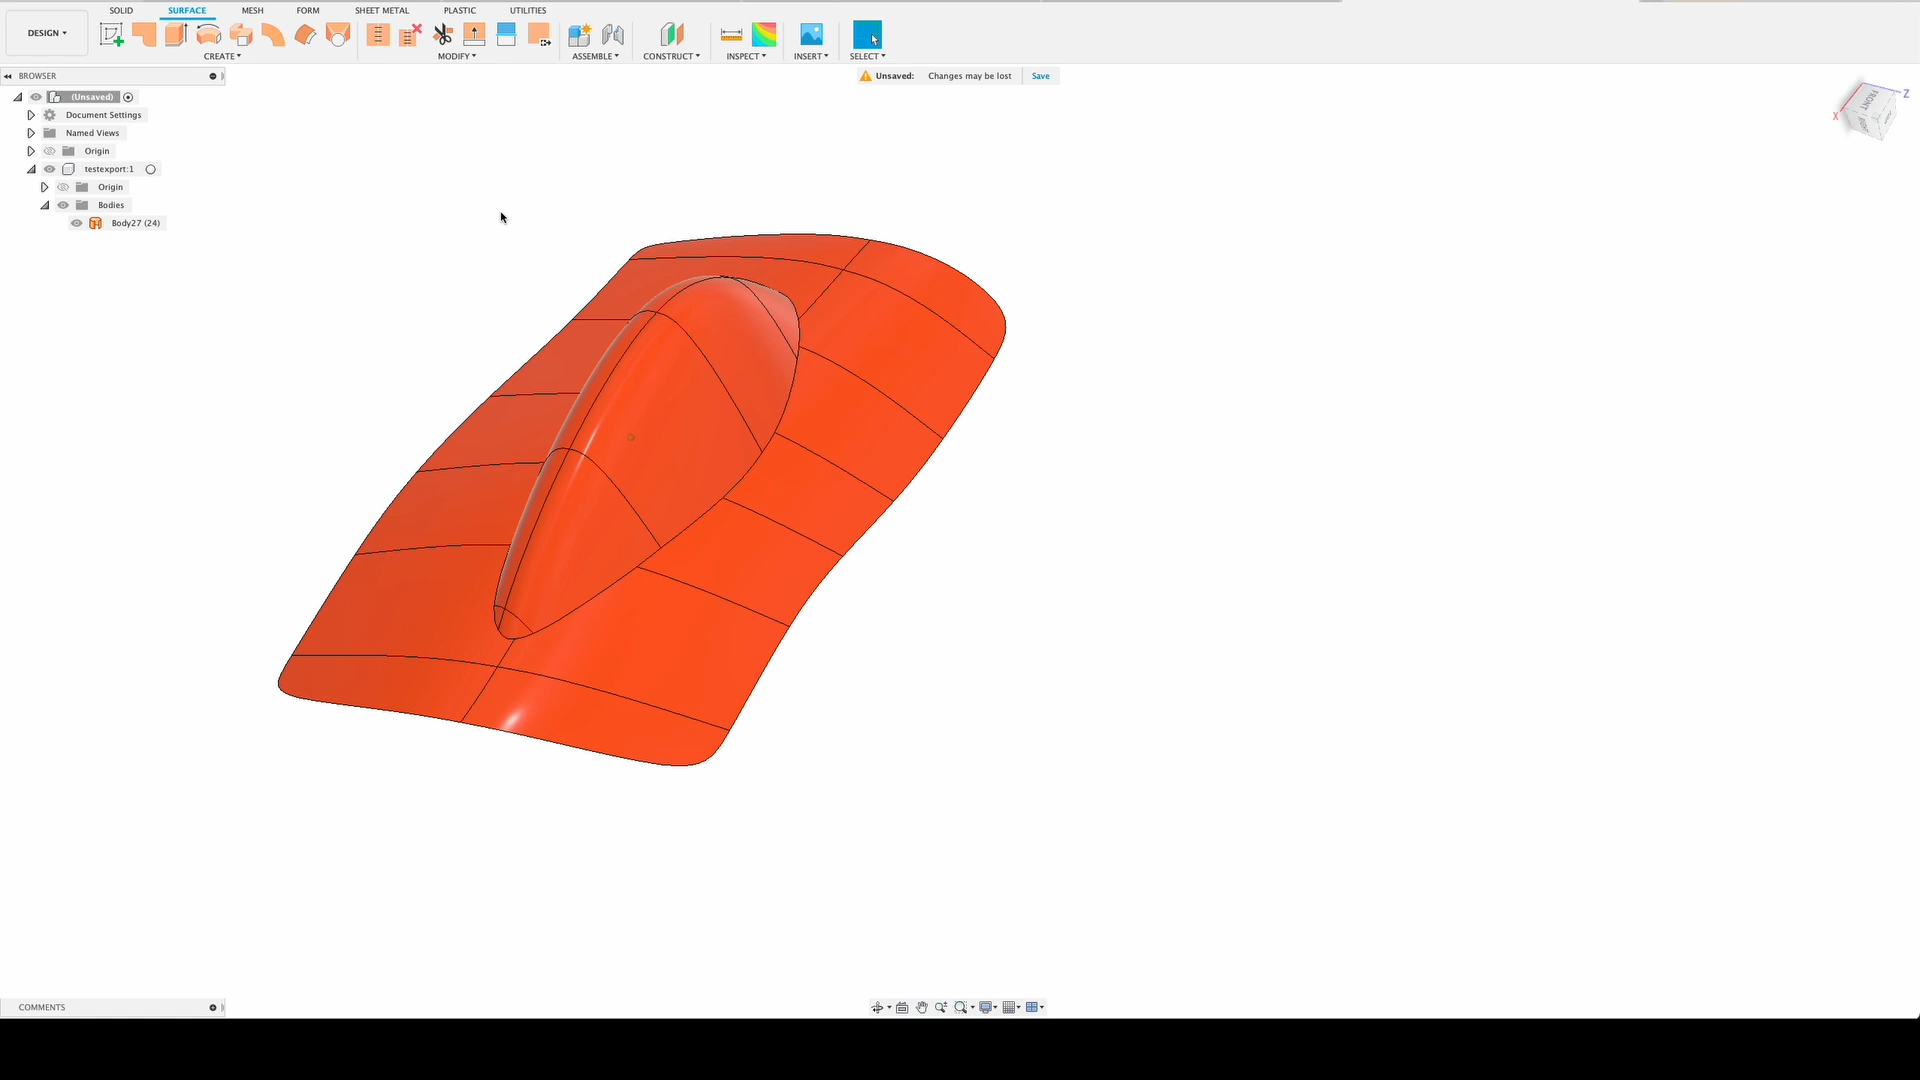 SOLID SURFACE MESH FORM SHEET METAL PLASTIC UTILITIES
DESIGN
CREATE MODIFY ASSEMBLE CONSTRUCT INSPECT INSERT SELECT
BROWSER
Unsaved: Changes may be lost Save
(Unsaved)
Document Settings
Named Views
Origin
testexport:1
Origin
Bodies
Body27 (24)
FRONT
X
Z
COMMENTS